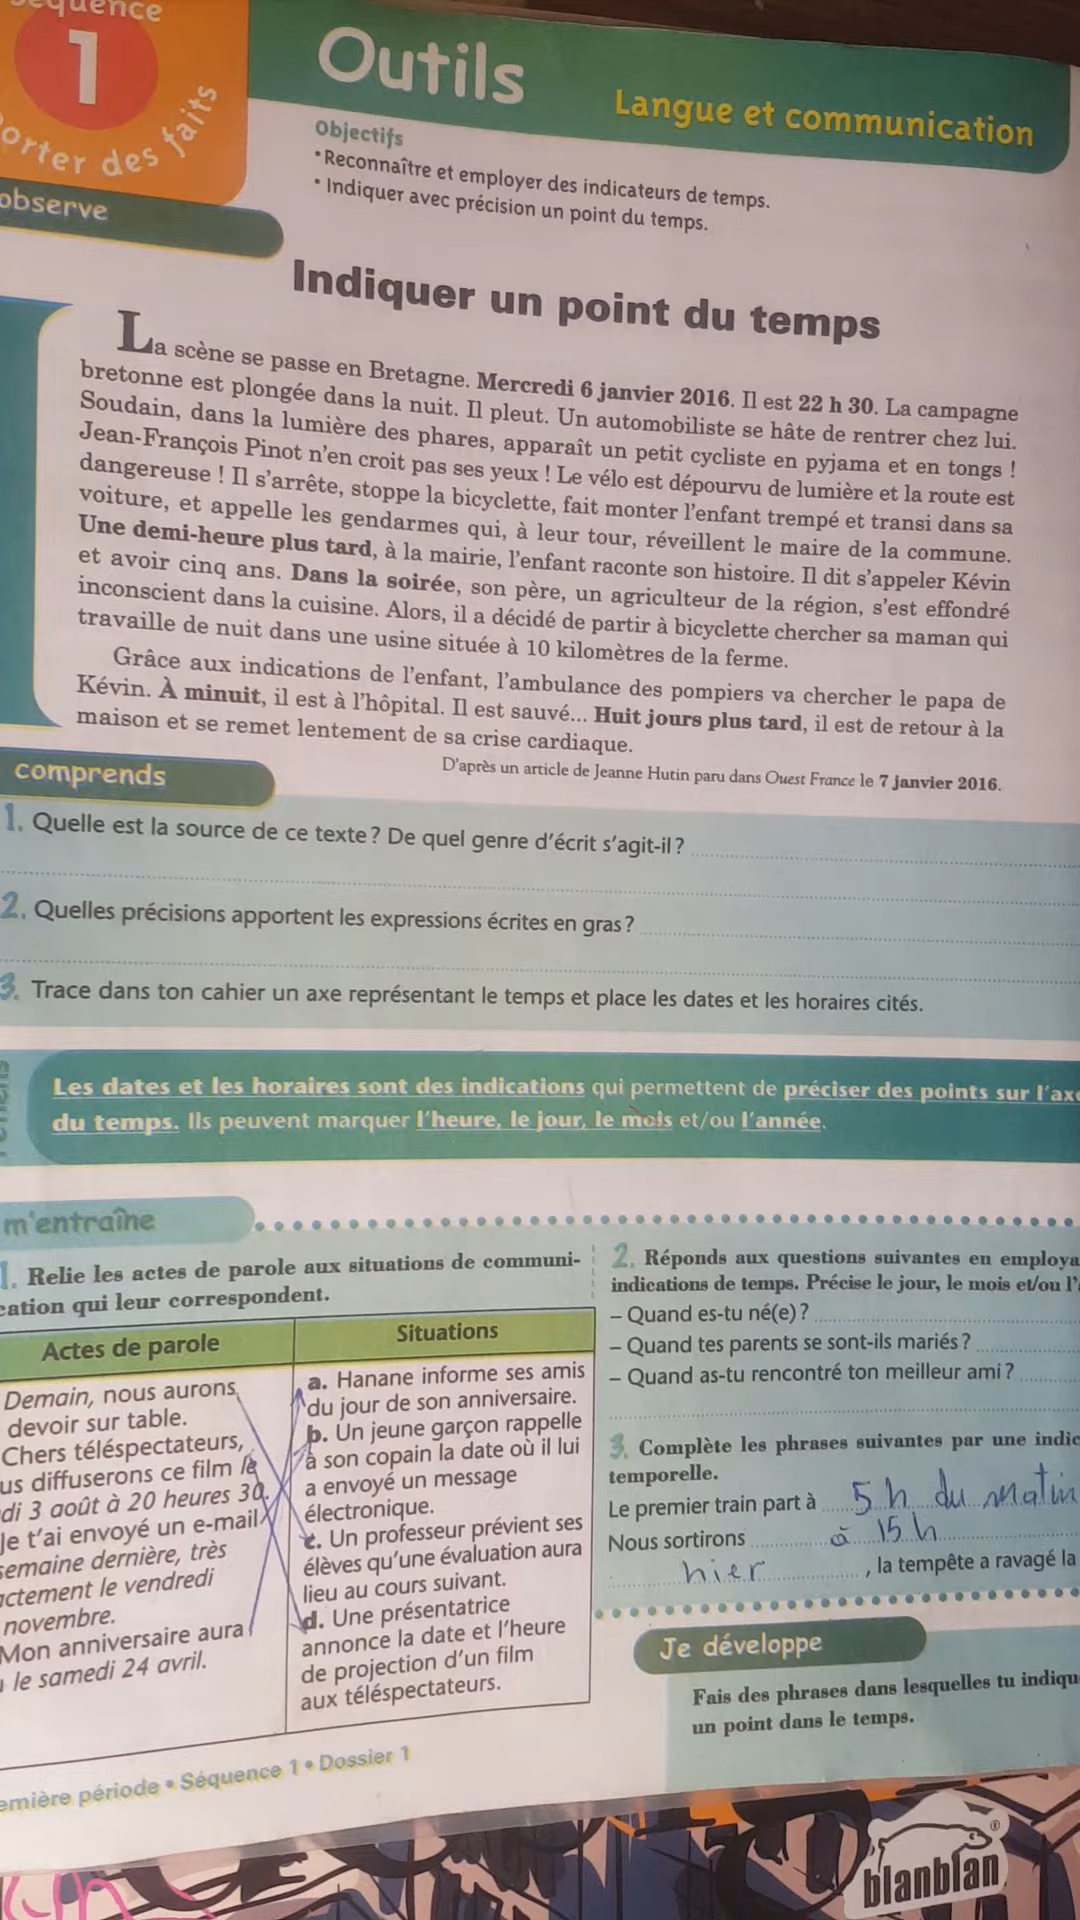 quence
1
orter des faits
Outils
Langue et communication
Objectifs
• Reconnaître et employer des indicateurs de temps.
• Indiquer avec précision un point du temps.
observe
Indiquer un point du temps
La scène se passe en Bretagne. Mercredi 6 janvier 2016. Il est 22 h 30. La campagne
bretonne est plongée dans la nuit. Il pleut. Un automobiliste se hâte de rentrer chez lui.
Soudain, dans la lumière des phares, apparaît un petit cycliste en pyjama et en tongs !
Jean-François Pinot n'en croit pas ses yeux ! Le vélo est dépourvu de lumière et la route est
dangereuse ! Il s'arrête, stoppe la bicyclette, fait monter l'enfant trempé et transi dans sa
voiture, et appelle les gendarmes qui, à leur tour, réveillent le maire de la commune.
Une demi-heure plus tard, à la mairie, l'enfant raconte son histoire. Il dit s'appeler Kévin
et avoir cinq ans. Dans la soirée, son père, un agriculteur de la région, s'est effondré
inconscient dans la cuisine. Alors, il a décidé de partir à bicyclette chercher sa maman qui
travaille de nuit dans une usine située à 10 kilomètres de la ferme.
Grâce aux indications de l'enfant, l'ambulance des pompiers va chercher le papa de
Kévin. À minuit, il est à l'hôpital. Il est sauvé... Huit jours plus tard, il est de retour à la
maison et se remet lentement de sa crise cardiaque.
D'après un article de Jeanne Hutin paru dans Ouest France le 7 janvier 2016.
comprends
1. Quelle est la source de ce texte ? De quel genre d'écrit s'agit-il ?
2. Quelles précisions apportent les expressions écrites en gras ?
3. Trace dans ton cahier un axe représentant le temps et place les dates et les horaires cités.
Les dates et les horaires sont des indications qui permettent de préciser des points sur l'axe
du temps. Ils peuvent marquer l'heure, le jour, le mois et/ou l'année.
m'entraîne
1. Relie les actes de parole aux situations de communi-
cation qui leur correspondent.
Actes de parole
Situations
Demain, nous aurons
devoir sur table.
Chers téléspectateurs,
us diffuserons ce film le
di 3 août à 20 heures 30.
Je t'ai envoyé un e-mail
semaine dernière, très
actement le vendredi
novembre.
Mon anniversaire aura
le samedi 24 avril.
a. Hanane informe ses amis
du jour de son anniversaire.
b. Un jeune garçon rappelle
à son copain la date où il lui
a envoyé un message
électronique.
c. Un professeur prévient ses
élèves qu'une évaluation aura
lieu au cours suivant.
d. Une présentatrice
annonce la date et l'heure
de projection d'un film
aux téléspectateurs.
2. Réponds aux questions suivantes en employa
indications de temps. Précise le jour, le mois et/ou l'
– Quand es-tu né(e) ?
– Quand tes parents se sont-ils mariés ?
– Quand as-tu rencontré ton meilleur ami ?
3. Complète les phrases suivantes par une indic
temporelle.
Le premier train part à 5 h du matin
Nous sortirons à 15 h
hier , la tempête a ravagé la
Je développe
Fais des phrases dans lesquelles tu indiqu
un point dans le temps.
emière période • Séquence 1 • Dossier 1
blanblan